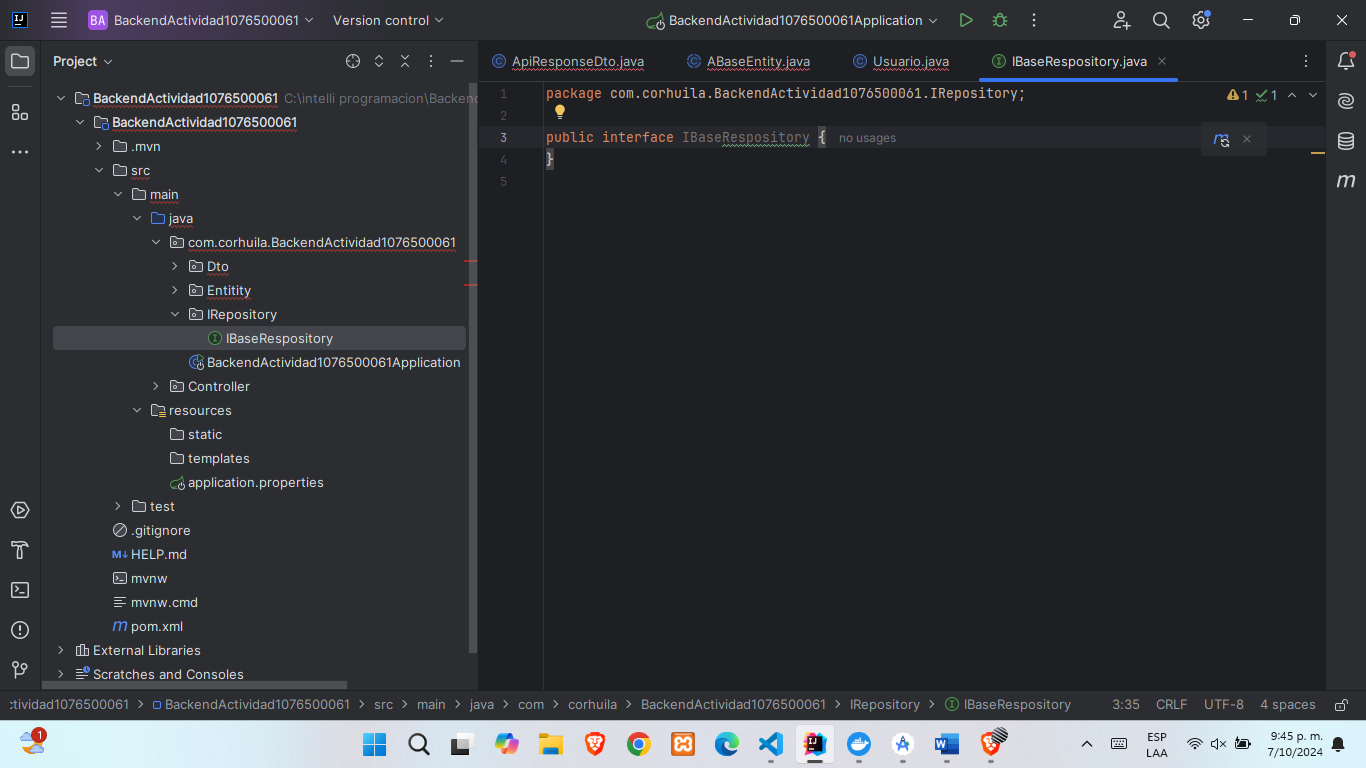 BA BackendActividad1076500061 Version control BackendActividad1076500061Application
Project
ApiResponseDto.java ABaseEntity.java Usuario.java IBaseRespository.java
BackendActividad1076500061 C:\intelli programacion\Backen
BackendActividad1076500061
.mvn
src
main
java
com.corhuila.BackendActividad1076500061
Dto
Entitity
IRepository
IBaseRespository
BackendActividad1076500061Application
Controller
resources
static
templates
application.properties
test
.gitignore
HELP.md
mvnw
mvnw.cmd
pom.xml
External Libraries
Scratches and Consoles
1 package com.corhuila.BackendActividad1076500061.IRepository;
1 1
2
3 public interface IBaseRespository { no usages
4 }
5
:tividad1076500061 BackendActividad1076500061 src main java com corhuila BackendActividad1076500061 IRepository IBaseRespository 3:35 CRLF UTF-8 4 spaces
1
ESP
LAA
9:45 p. m.
7/10/2024